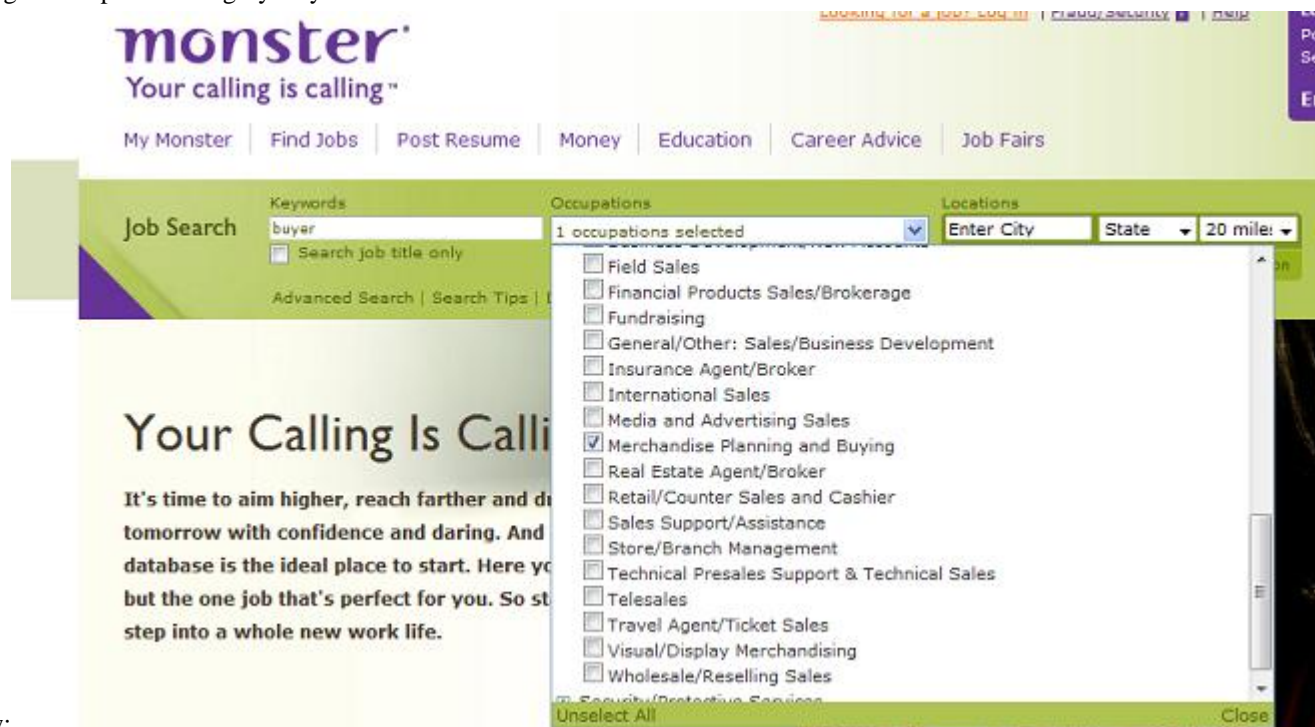 Looking for a job? Log In | Fraud/Security | Help
monster
Your calling is calling™
My Monster | Find Jobs | Post Resume | Money | Education | Career Advice | Job Fairs
Keywords Occupations Locations
Job Search buyer 1 occupations selected Enter City State 20 mile
Search job title only
Advanced Search | Search Tips |
Field Sales
Financial Products Sales/Brokerage
Fundraising
General/Other: Sales/Business Development
Insurance Agent/Broker
International Sales
Media and Advertising Sales
Merchandise Planning and Buying
Real Estate Agent/Broker
Retail/Counter Sales and Cashier
Sales Support/Assistance
Store/Branch Management
Technical Presales Support & Technical Sales
Telesales
Travel Agent/Ticket Sales
Visual/Display Merchandising
Wholesale/Reselling Sales
Security/Protective Services
Unselect All Close
Your Calling Is Calli
It's time to aim higher, reach farther and
tomorrow with confidence and daring. And
database is the ideal place to start. Here
but the one job that's perfect for you. So st
step into a whole new work life.